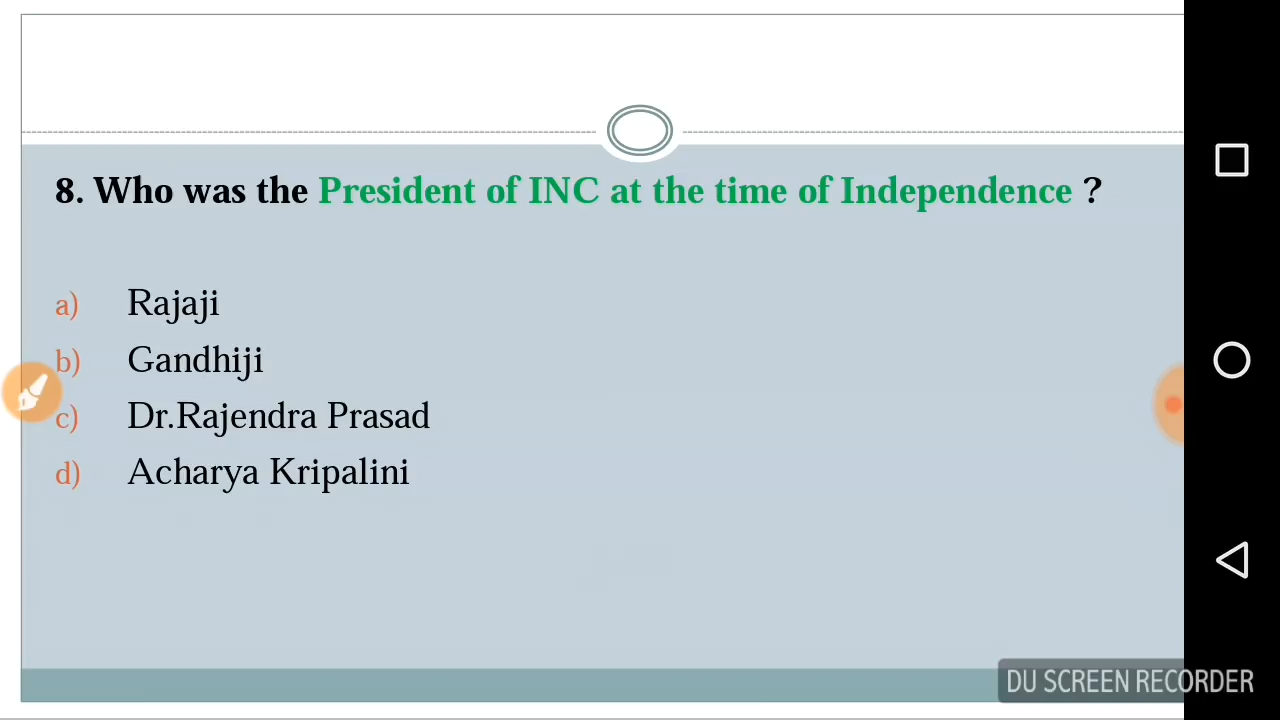 8. Who was the President of INC at the time of Independence ?
a) Rajaji
b) Gandhiji
c) Dr.Rajendra Prasad
d) Acharya Kripalini
DU SCREEN RECORDER